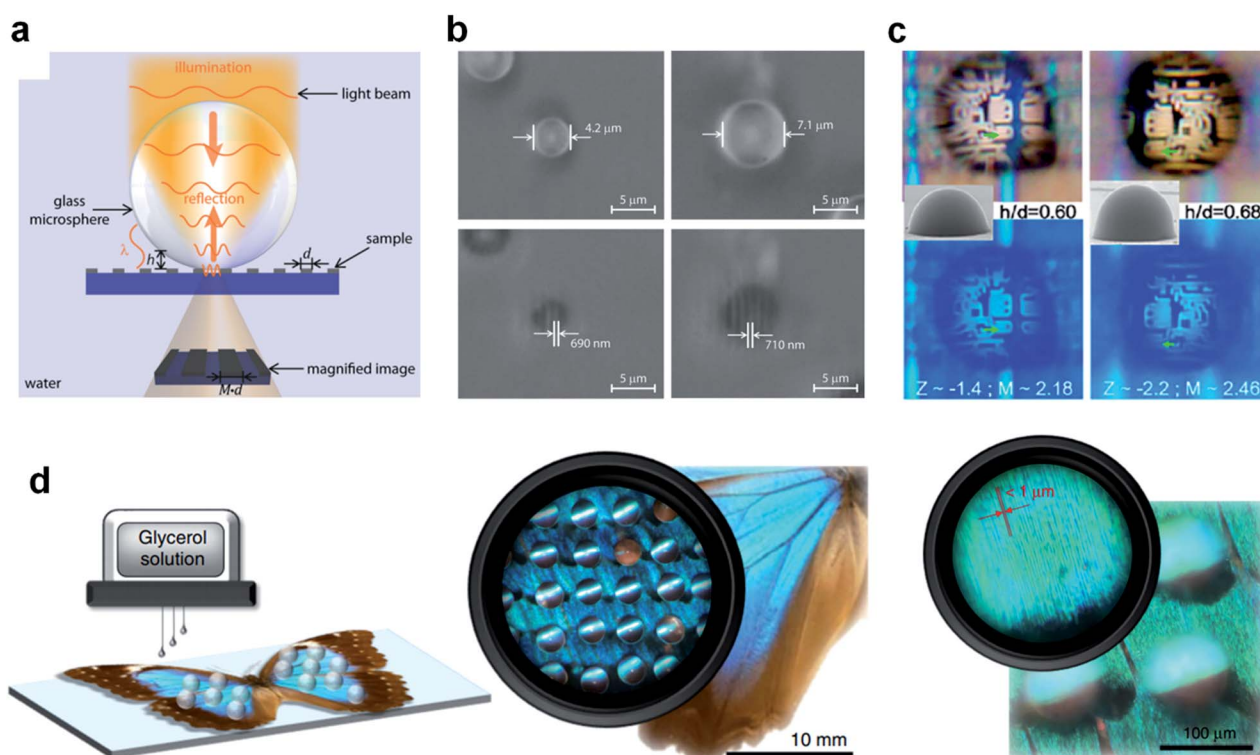 a
illumination
light beam
reflection
glass
microsphere
λ
h
d
sample
magnified image
M·d
water
b
4.2 μm
7.1 μm
5 μm
5 μm
690 nm
710 nm
5 μm
5 μm
c
h/d=0.60
h/d=0.68
Z ~ -1.4 ; M ~ 2.18
Z ~ -2.2 ; M ~ 2.46
d
Glycerol
solution
10 mm
< 1 μm
100 μm